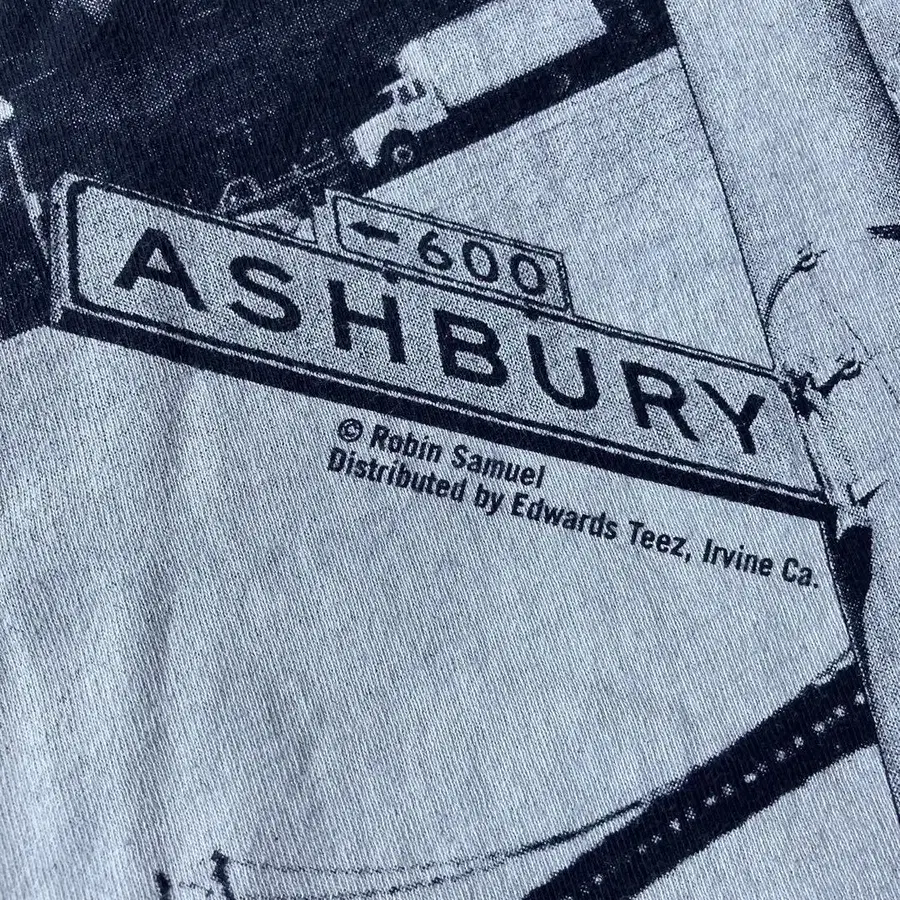 ← 600
ASHBURY
© Robin Samuel
Distributed by Edwards Teez, Irvine Ca.